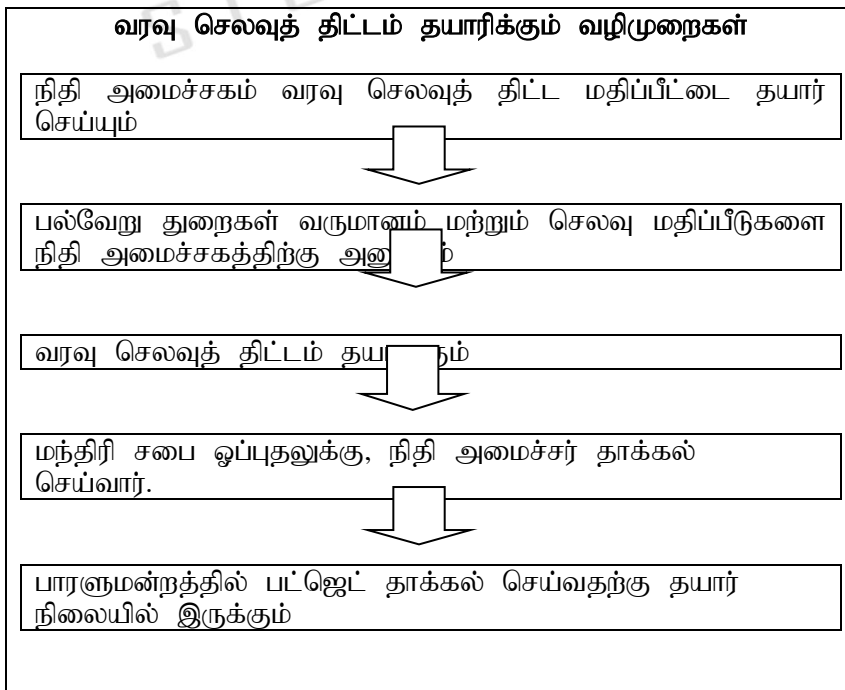 வரவு செலவுத் திட்டம் தயாரிக்கும் வழிமுறைகள்
நிதி அமைச்சகம் வரவு செலவுத் திட்ட மதிப்பீட்டை தயார்
செய்யும்
பல்வேறு துறைகள் வருமானம் மற்றும் செலவு மதிப்பீடுகளை
நிதி அமைச்சகத்திற்கு
வரவு செலவுத் திட்டம்
மந்திரி சபை ஒப்புதலுக்கு, நிதி அமைச்சர் தாக்கல்
செய்வார்.
பாரளுமன்றத்தில் பட்ஜெட் தாக்கல் செய்வதற்கு தயார்
நிலையில் இருக்கும்